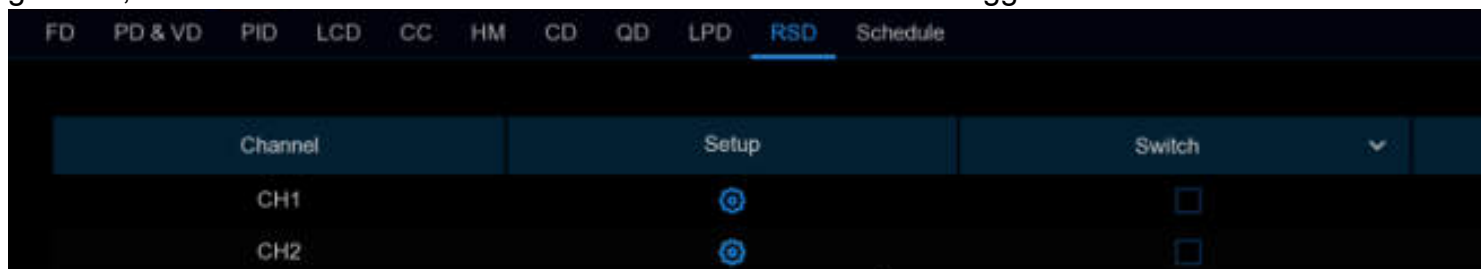 FD PD & VD PID LCD CC HM CD QD LPD RSD Schedule
Channel Setup Switch
CH1
CH2